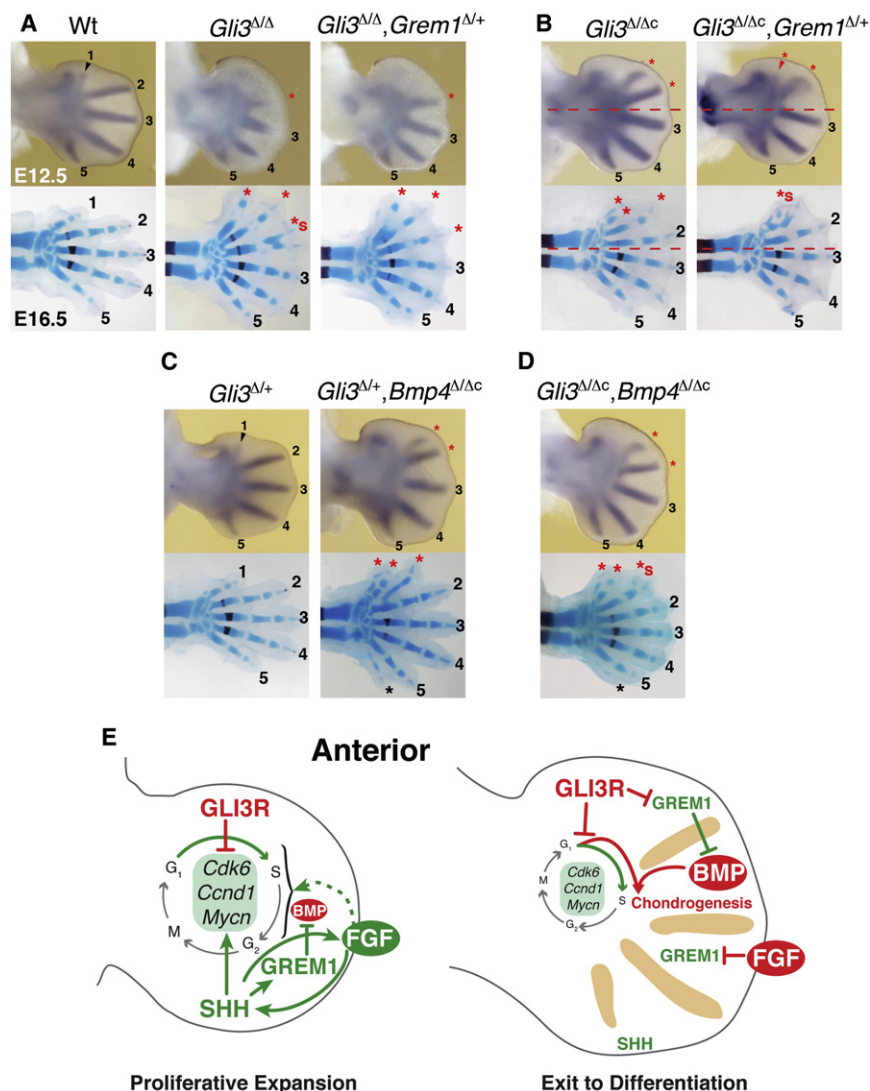 A Wt Gli3Δ/Δ Gli3Δ/Δ,Grem1Δ/+
1 2 3 4 5 * 3 4 5 * 3 4 5
E12.5
1 2 3 4 5 * * *s 3 4 5 * * * 3 4 5
E16.5
B Gli3Δ/Δc Gli3Δ/Δc,Grem1Δ/+
* * 3 4 5 * * * 3 4 5
* * * 2 3 4 5 *s 2 3 4 5
C Gli3Δ/+ Gli3Δ/+,Bmp4Δ/Δc
1 2 3 4 5 * * 3 4 5
1 2 3 4 5 * * * 2 3 4 5 *
D Gli3Δ/Δc,Bmp4Δ/Δc
* * 3 4 5
* * *s 2 3 4 5 *
E Anterior
GLI3R
G1 S
Cdk6
Ccnd1
Mycn
M G2
BMP
FGF
GREM1
SHH
Proliferative Expansion
GLI3R GREM1
G1
Cdk6
Ccnd1
Mycn
M S
G2
BMP
Chondrogenesis
GREM1 FGF
SHH
Exit to Differentiation